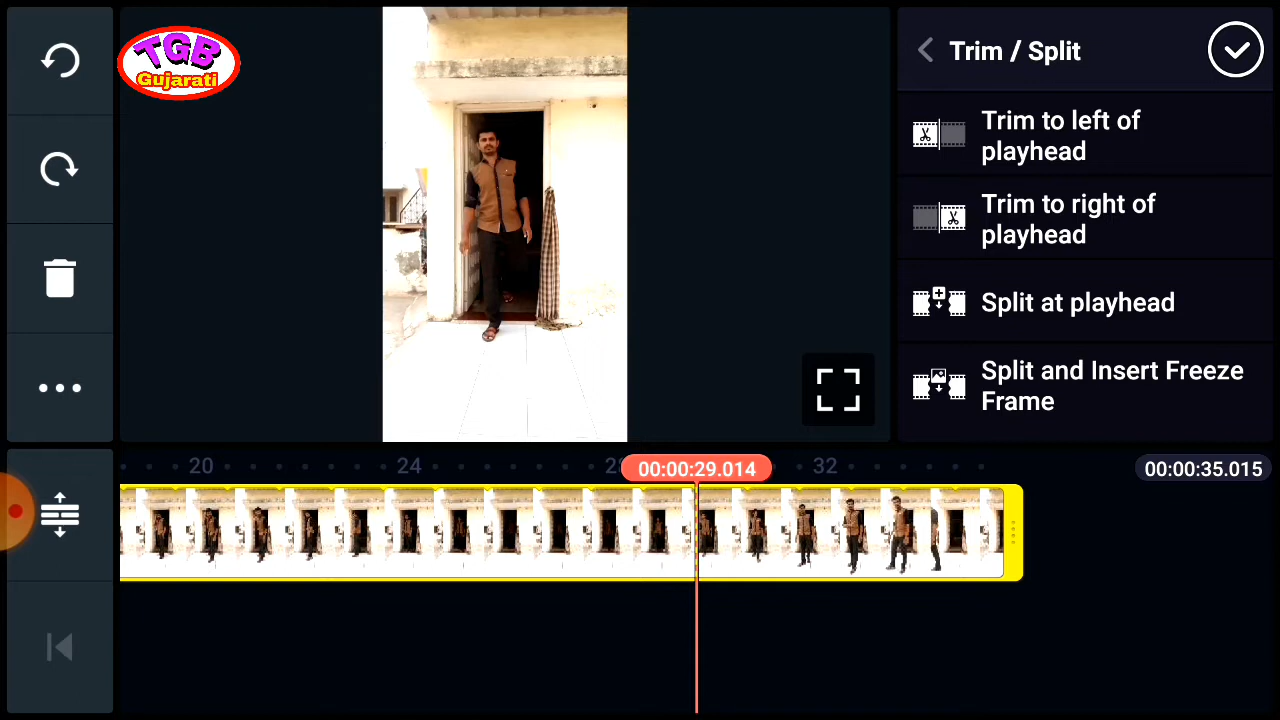 TGB
Gujarati
Trim / Split
Trim to left of
playhead
Trim to right of
playhead
Split at playhead
Split and Insert Freeze
Frame
20
24
32
00:00:29.014
00:00:35.015